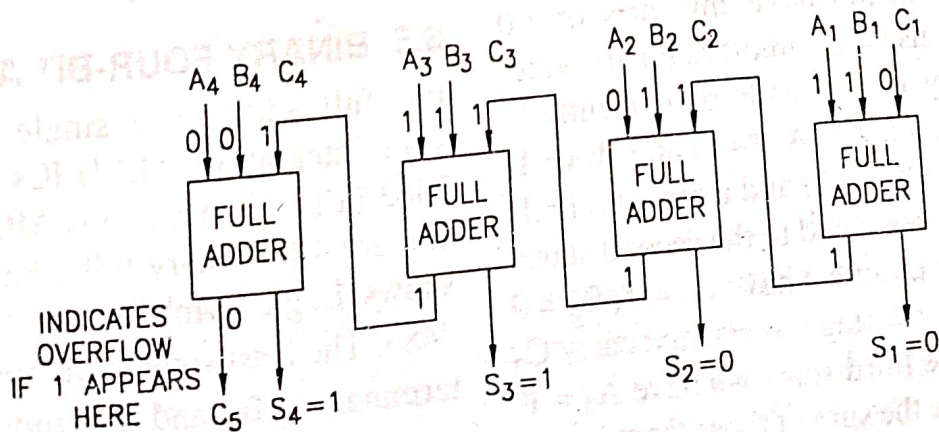 A4 B4 C4
A3 B3 C3
A2 B2 C2
A1 B1 C1
0 0 1
1 1 1
0 1 1
1 1 0
FULL
ADDER
FULL
ADDER
FULL
ADDER
FULL
ADDER
0
1
1
1
INDICATES
OVERFLOW
IF 1 APPEARS
HERE
C5
S4=1
S3=1
S2=0
S1=0